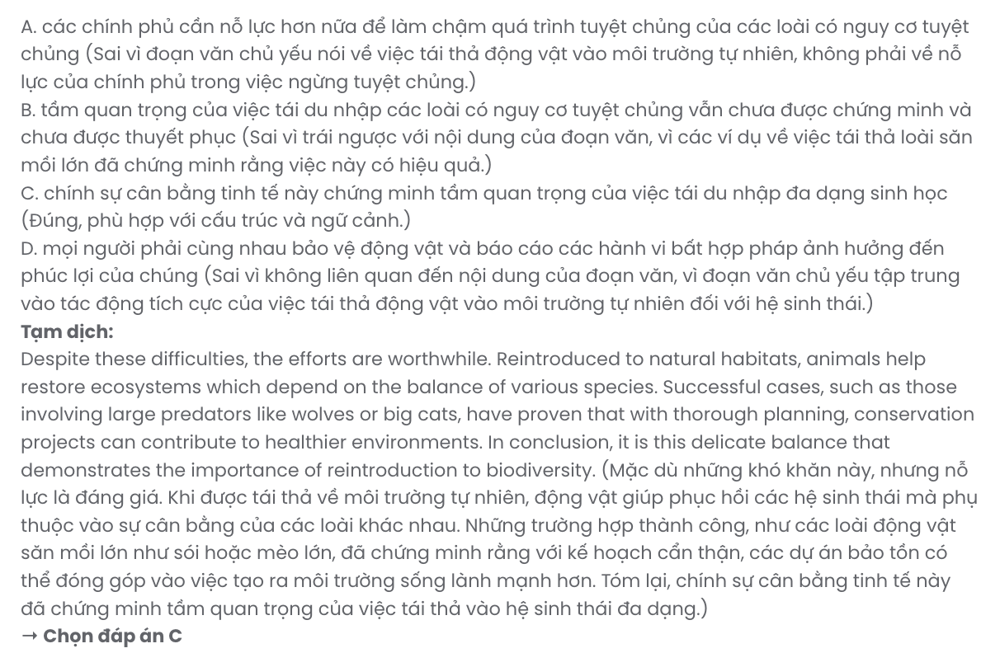 A. các chính phủ cần nỗ lực hơn nữa để làm chậm quá trình tuyệt chủng của các loài có nguy cơ tuyệt
chủng (Sai vì đoạn văn chủ yếu nói về việc tái thả động vật vào môi trường tự nhiên, không phải về nỗ
lực của chính phủ trong việc ngừng tuyệt chủng.)
B. tầm quan trọng của việc tái du nhập các loài có nguy cơ tuyệt chủng vẫn chưa được chứng minh và
chưa được thuyết phục (Sai vì trái ngược với nội dung của đoạn văn, vì các ví dụ về việc tái thả loài săn
mồi lớn đã chứng minh rằng việc này có hiệu quả.)
C. chính sự cân bằng tinh tế này chứng minh tầm quan trọng của việc tái du nhập đa dạng sinh học
(Đúng, phù hợp với cấu trúc và ngữ cảnh.)
D. mọi người phải cùng nhau bảo vệ động vật và báo cáo các hành vi bất hợp pháp ảnh hưởng đến
phúc lợi của chúng (Sai vì không liên quan đến nội dung của đoạn văn, vì đoạn văn chủ yếu tập trung
vào tác động tích cực của việc tái thả động vật vào môi trường tự nhiên đối với hệ sinh thái.)
Tạm dịch:
Despite these difficulties, the efforts are worthwhile. Reintroduced to natural habitats, animals help
restore ecosystems which depend on the balance of various species. Successful cases, such as those
involving large predators like wolves or big cats, have proven that with thorough planning, conservation
projects can contribute to healthier environments. In conclusion, it is this delicate balance that
demonstrates the importance of reintroduction to biodiversity. (Mặc dù những khó khăn này, nhưng nỗ
lực là đáng giá. Khi được tái thả về môi trường tự nhiên, động vật giúp phục hồi các hệ sinh thái mà phụ
thuộc vào sự cân bằng của các loài khác nhau. Những trường hợp thành công, như các loài động vật
săn mồi lớn như sói hoặc mèo lớn, đã chứng minh rằng với kế hoạch cẩn thận, các dự án bảo tồn có
thể đóng góp vào việc tạo ra môi trường sống lành mạnh hơn. Tóm lại, chính sự cân bằng tinh tế này
đã chứng minh tầm quan trọng của việc tái thả vào hệ sinh thái đa dạng.)
→ Chọn đáp án C